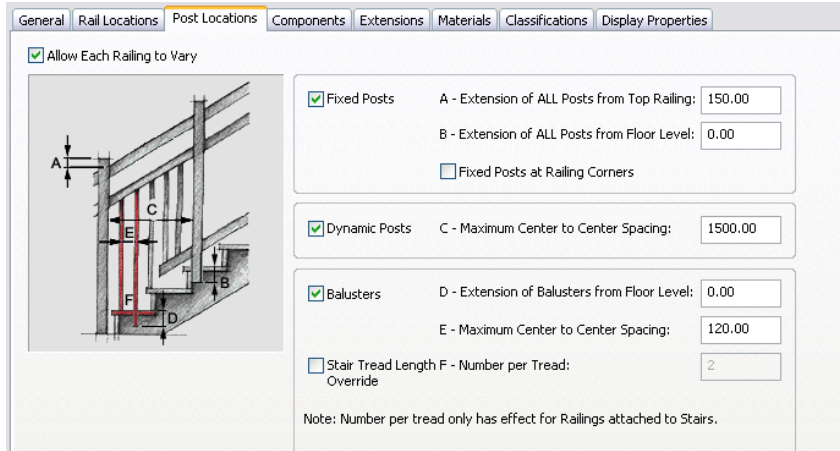 General Rail Locations Post Locations Components Extensions Materials Classifications Display Properties
Allow Each Railing to Vary
A
C
E
B
F
D
Fixed Posts A - Extension of ALL Posts from Top Railing: 150.00
B - Extension of ALL Posts from Floor Level: 0.00
Fixed Posts at Railing Corners
Dynamic Posts C - Maximum Center to Center Spacing: 1500.00
Balusters D - Extension of Balusters from Floor Level: 0.00
E - Maximum Center to Center Spacing: 120.00
Stair Tread Length F - Number per Tread: 2
Override
Note: Number per tread only has effect for Railings attached to Stairs.